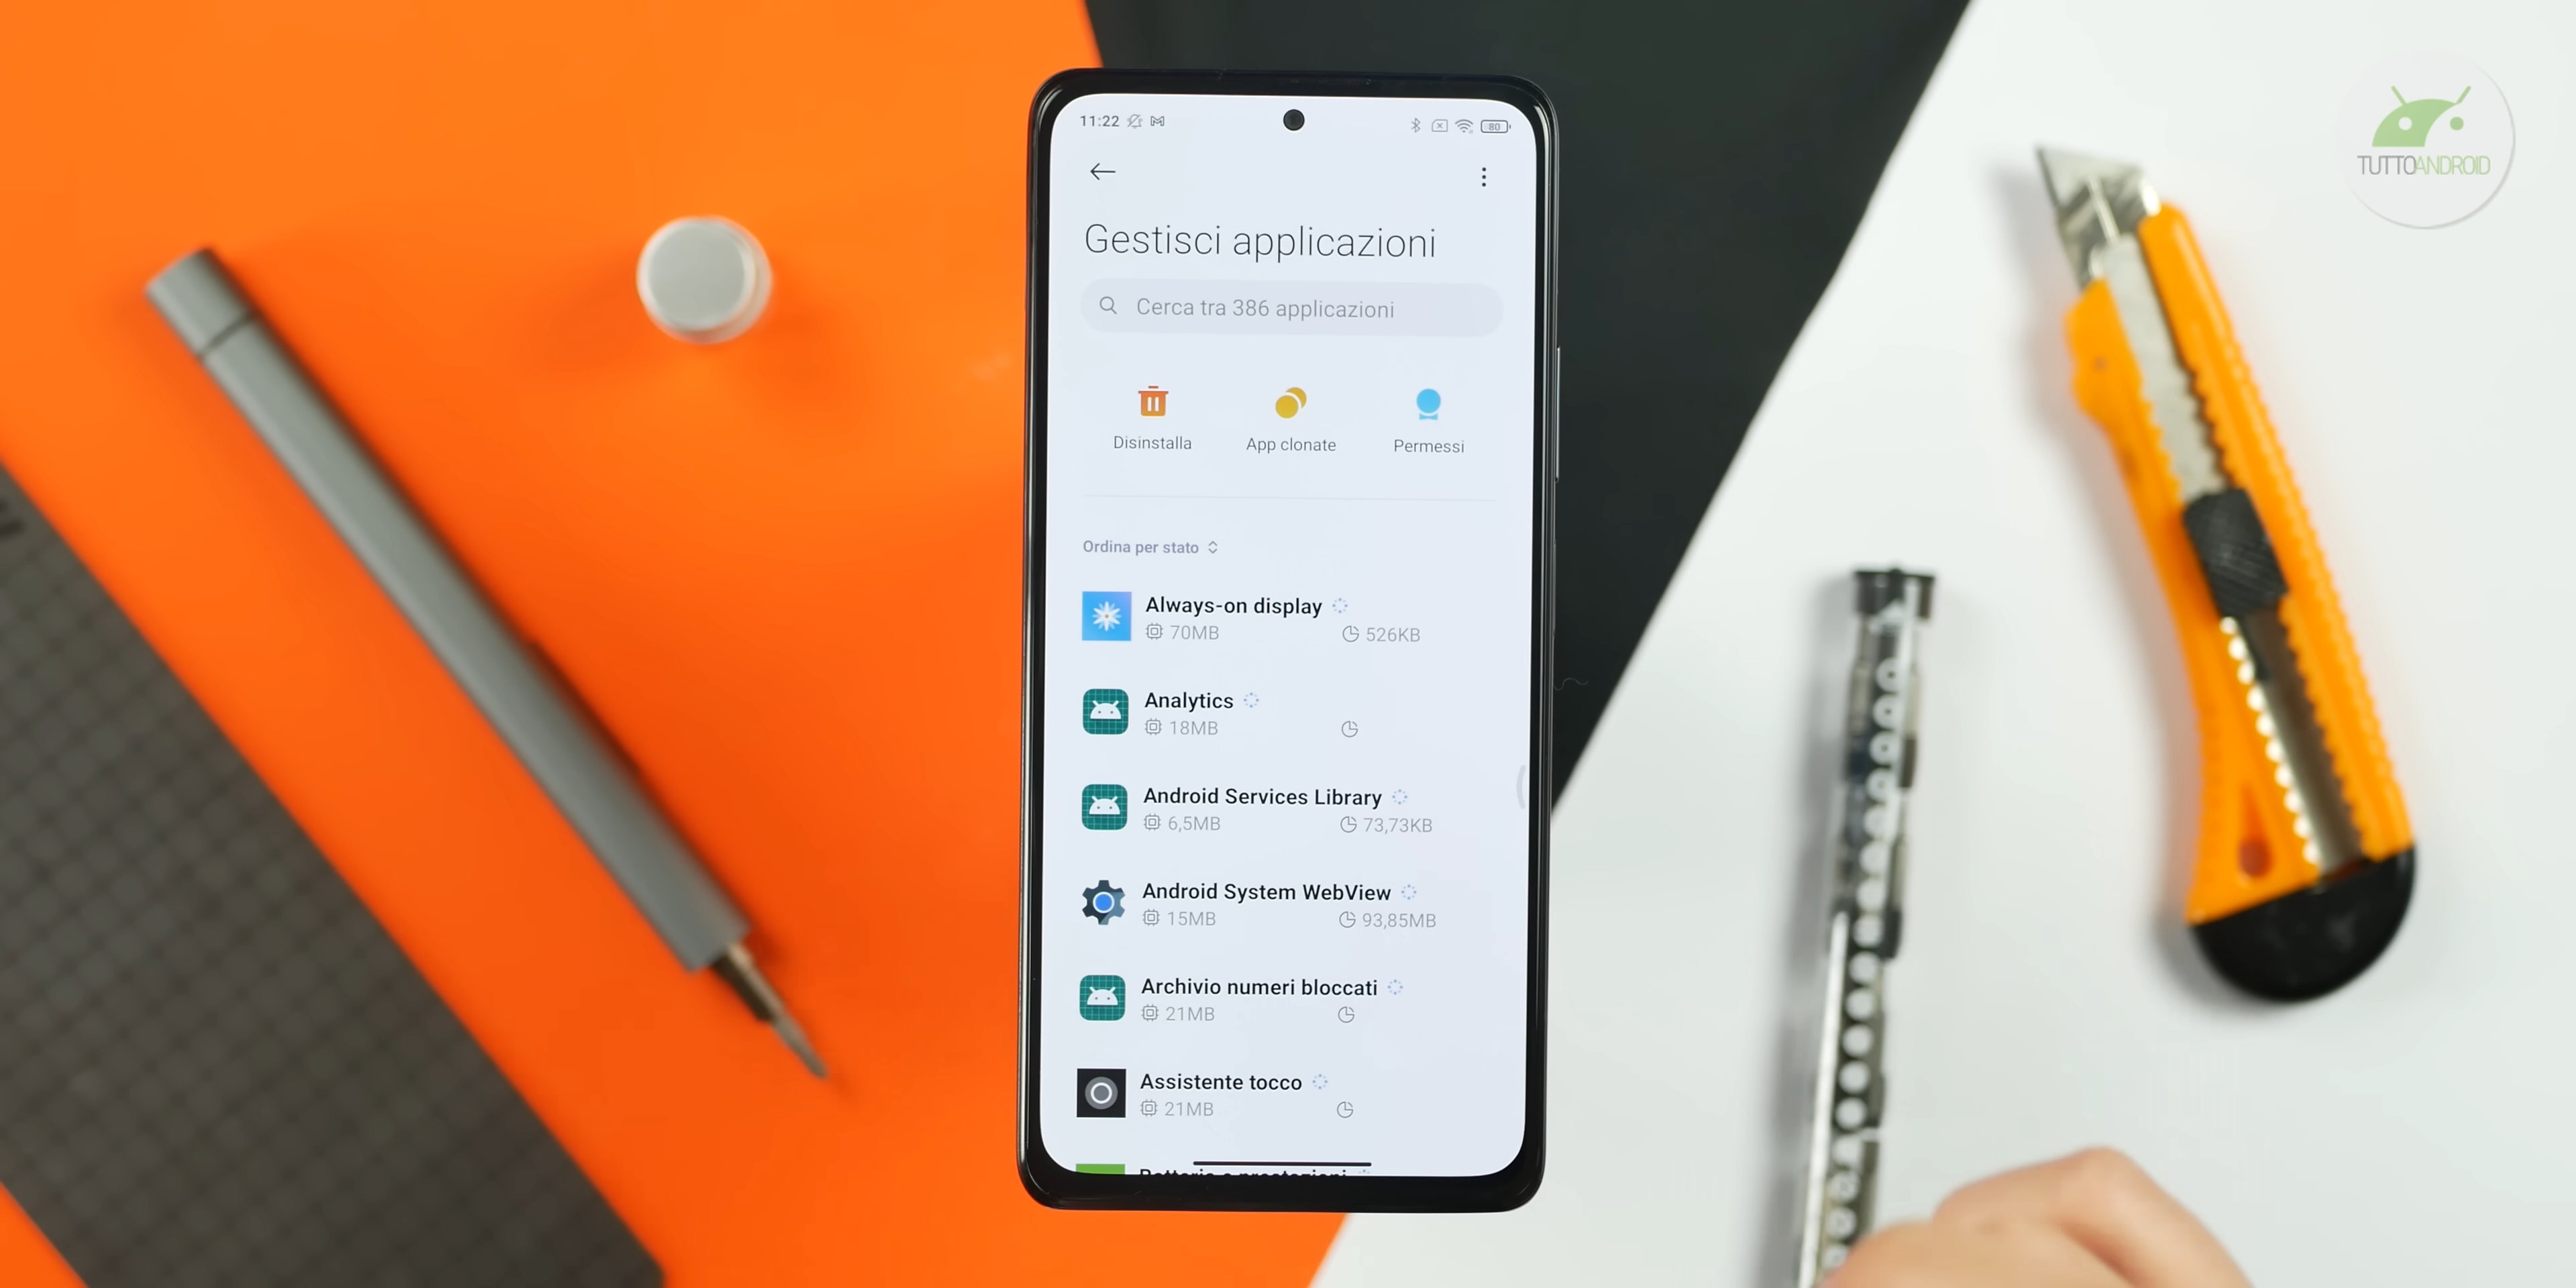 11:22
80
TUTTOANDROID
Gestisci applicazioni
Cerca tra 386 applicazioni
Disinstalla
App clonate
Permessi
Ordina per stato
Always-on display
70MB
526KB
Analytics
18MB
Android Services Library
6,5MB
73,73KB
Android System WebView
15MB
93,85MB
Archivio numeri bloccati
21MB
Assistente tocco
21MB